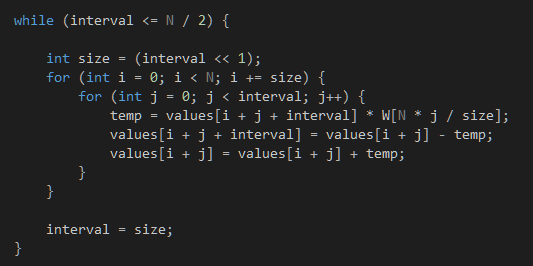 while (interval <= N / 2) {
int size = (interval << 1);
for (int i = 0; i < N; i += size) {
for (int j = 0; j < interval; j++) {
temp = values[i + j + interval] * W[N * j / size];
values[i + j + interval] = values[i + j] - temp;
values[i + j] = values[i + j] + temp;
}
}
interval = size;
}